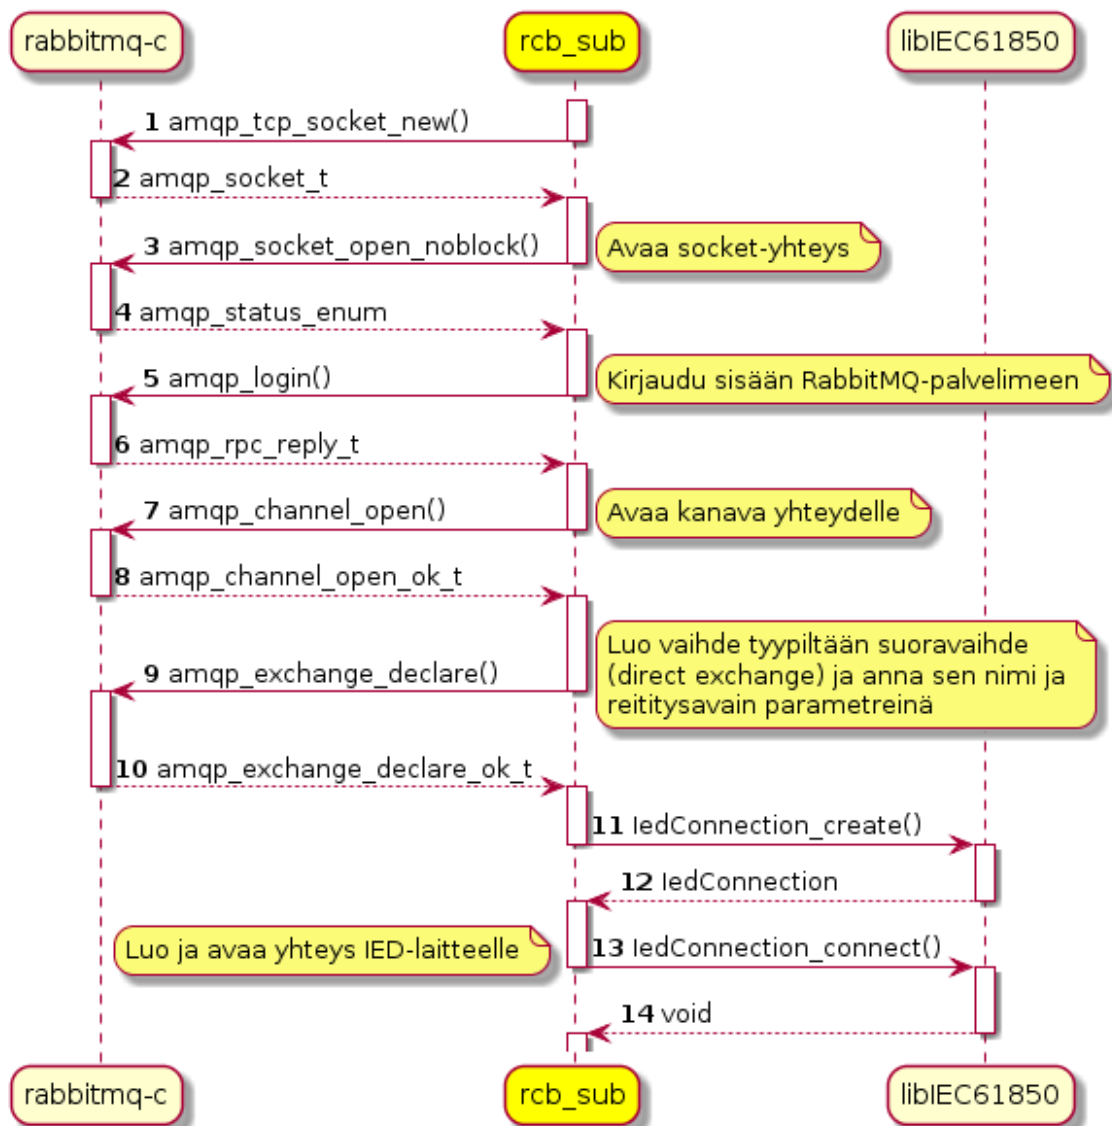 rabbitmq-c
rcb_sub
libIEC61850
1 amqp_tcp_socket_new()
2 amqp_socket_t
3 amqp_socket_open_noblock()
Avaa socket-yhteys
4 amqp_status_enum
5 amqp_login()
Kirjaudu sisään RabbitMQ-palvelimeen
6 amqp_rpc_reply_t
7 amqp_channel_open()
Avaa kanava yhteydelle
8 amqp_channel_open_ok_t
9 amqp_exchange_declare()
Luo vaihde tyypiltään suoravaihde
(direct exchange) ja anna sen nimi ja
reititysavain parametreinä
10 amqp_exchange_declare_ok_t
11 IedConnection_create()
12 IedConnection
Luo ja avaa yhteys IED-laitteelle
13 IedConnection_connect()
14 void
rabbitmq-c
rcb_sub
libIEC61850